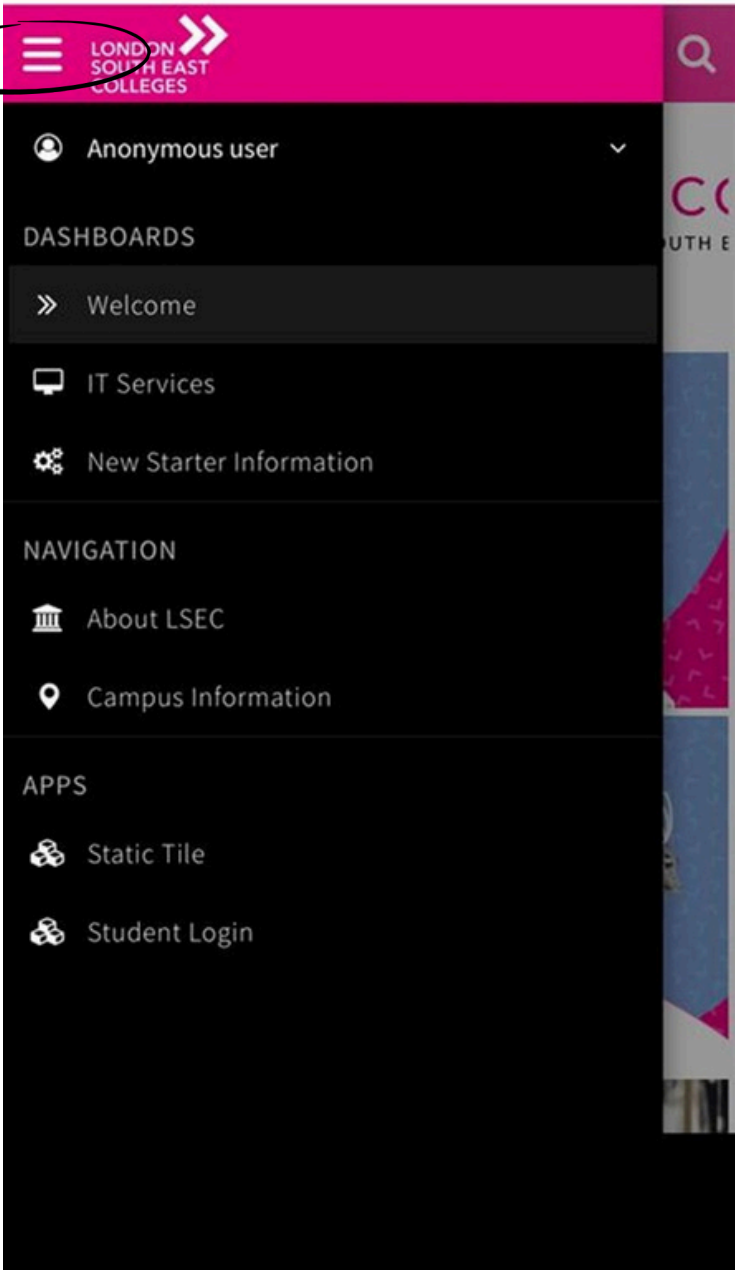 LONDON
SOUTH EAST
COLLEGES
Anonymous user
DASHBOARDS
Welcome
IT Services
New Starter Information
NAVIGATION
About LSEC
Campus Information
APPS
Static Tile
Student Login